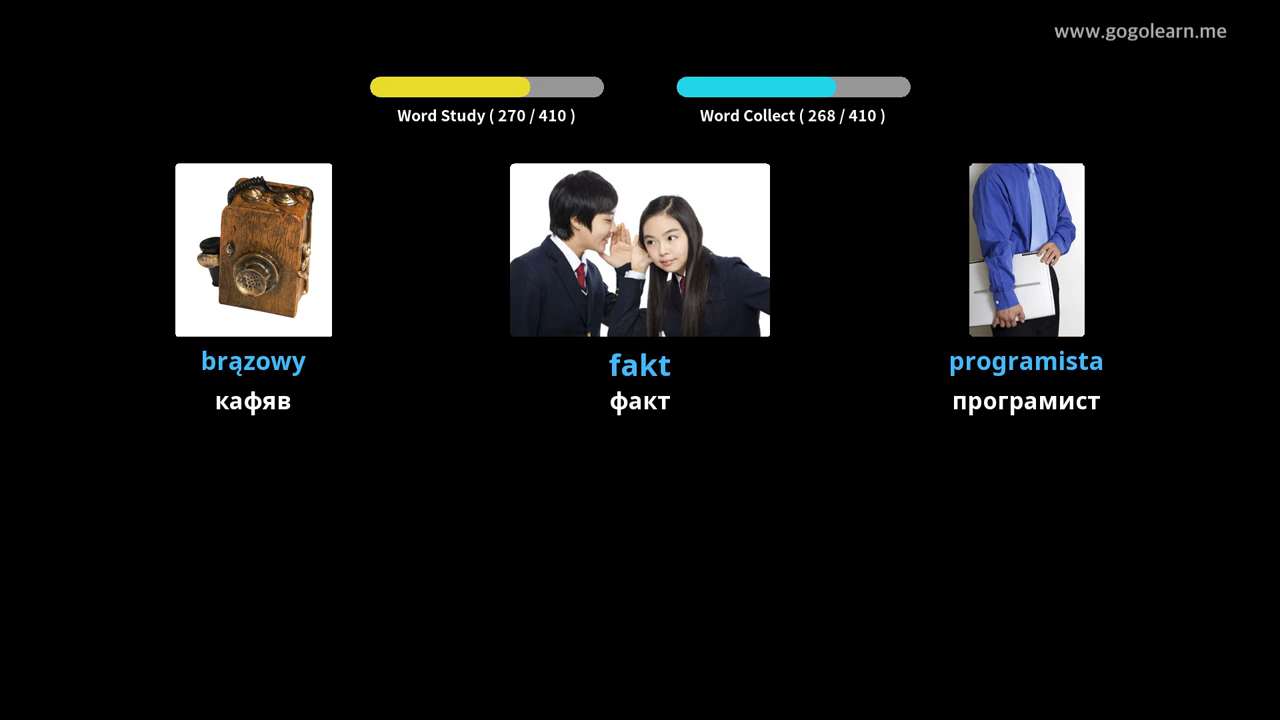 www.gogolearn.me
Word Study ( 270 / 410 )
Word Collect ( 268 / 410 )
brązowy
кафяв
fakt
факт
programista
програмист